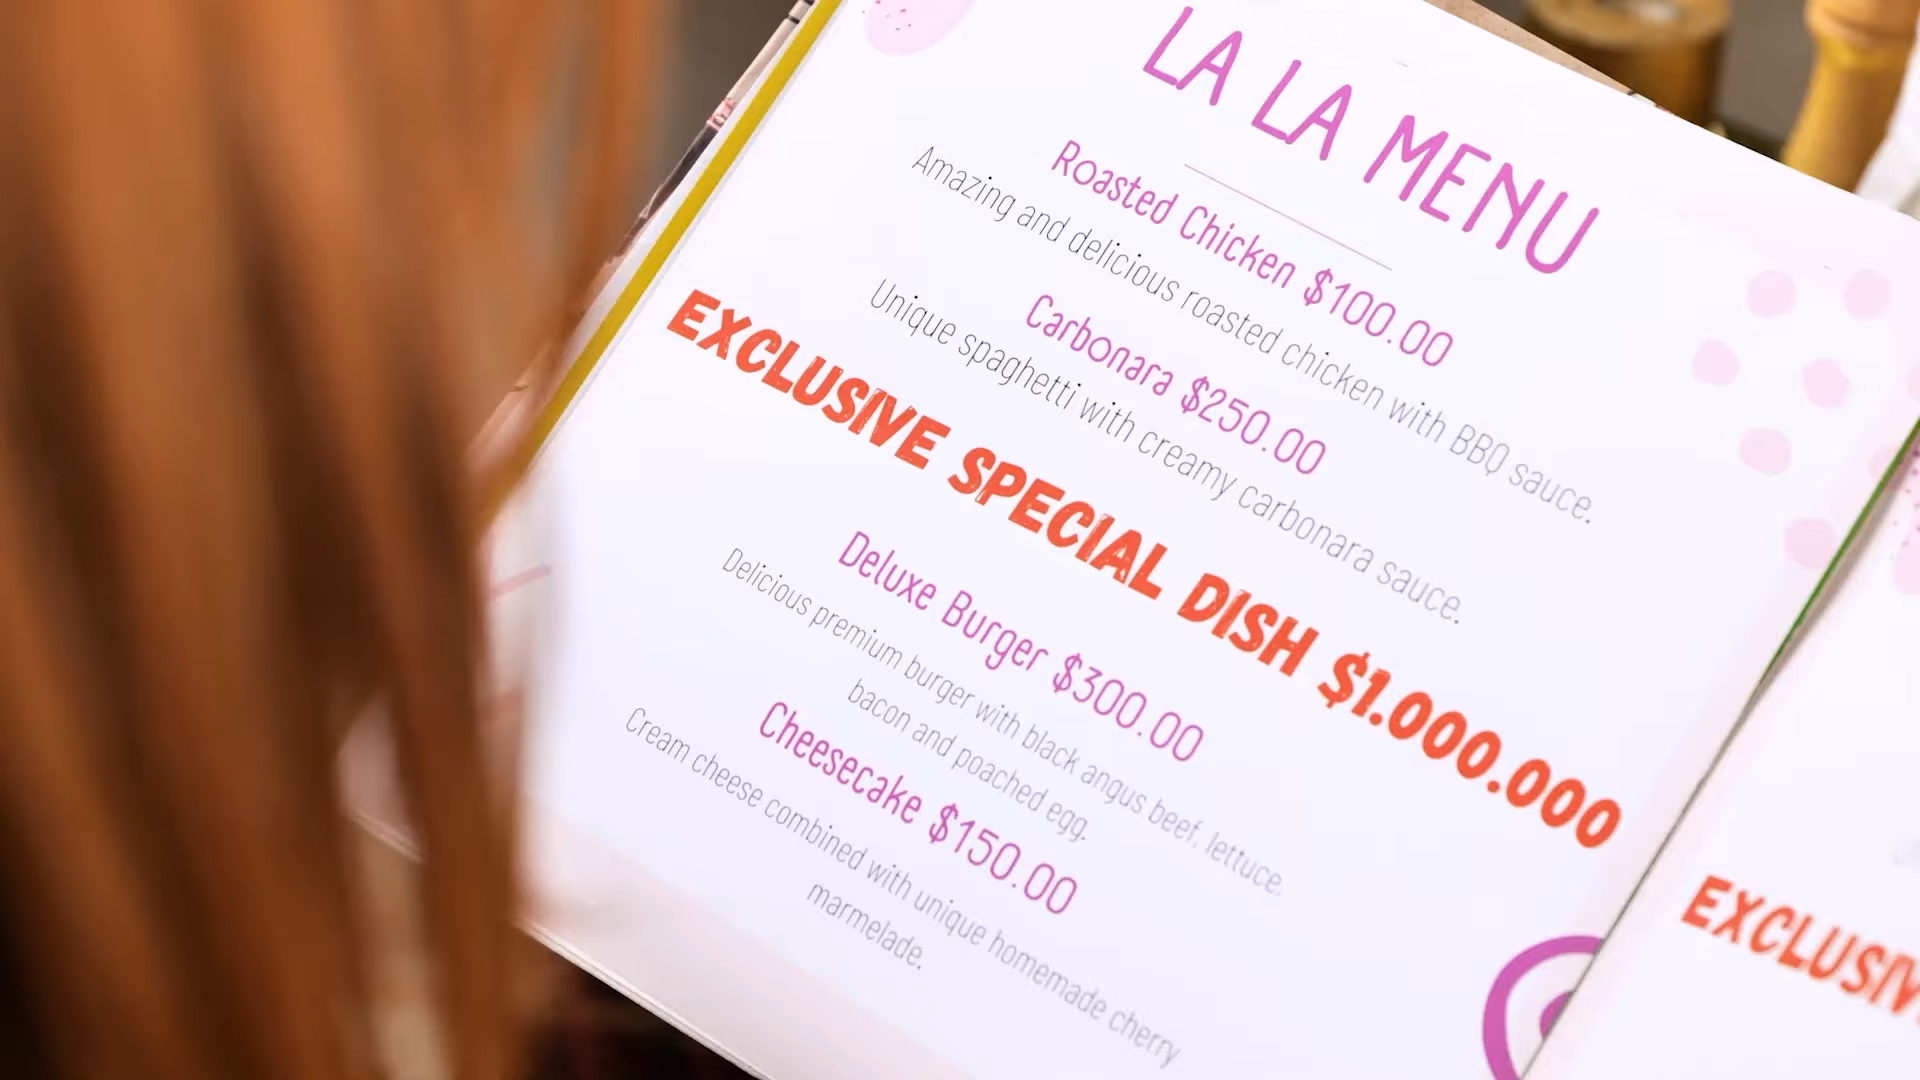 LA LA MENU
Roasted Chicken $100.00
Amazing and delicious roasted chicken with BBQ sauce.
Carbonara $250.00
Unique spaghetti with creamy carbonara sauce.
EXCLUSIVE SPECIAL DISH $1.000.000
Deluxe Burger $300.00
Delicious premium burger with black angus beef, lettuce,
bacon and poached egg.
Cheesecake $150.00
Cream cheese combined with unique homemade cherry
marmelade.
EXCLUSIV